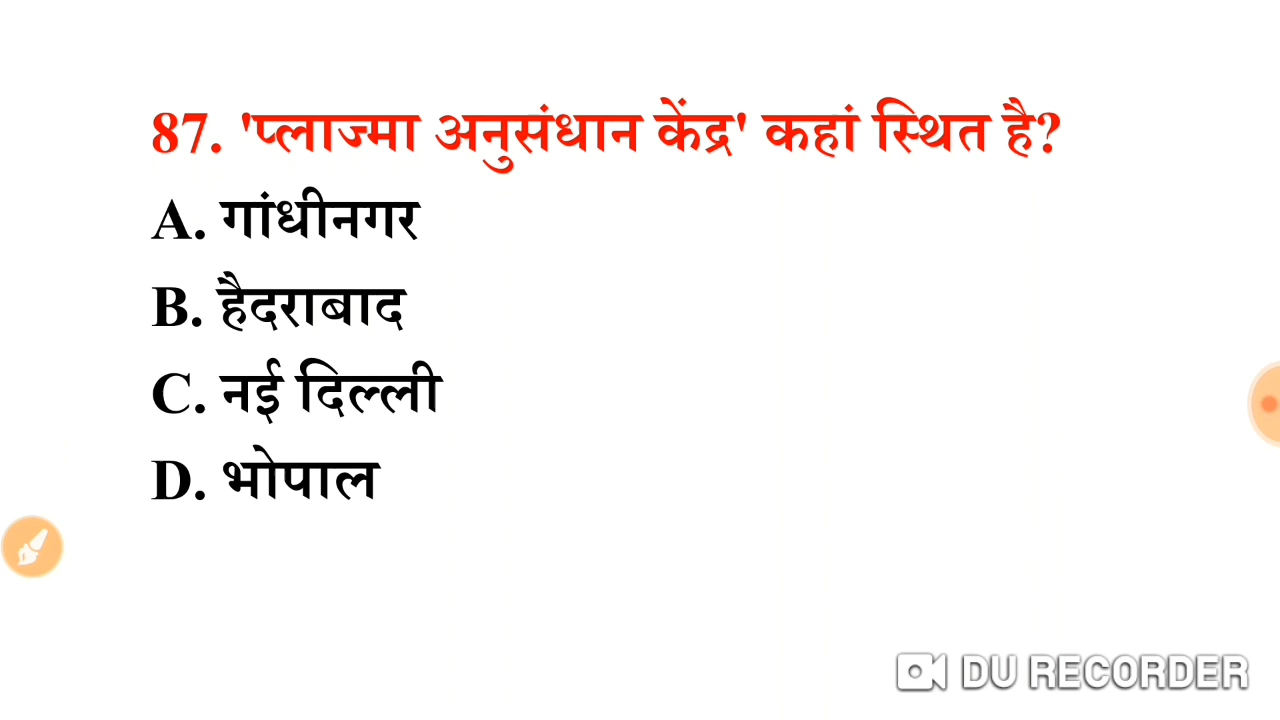 87. 'प्लाज्मा अनुसंधान केंद्र' कहां स्थित है?
A. गांधीनगर
B. हैदराबाद
C. नई दिल्ली
D. भोपाल
DU RECORDER